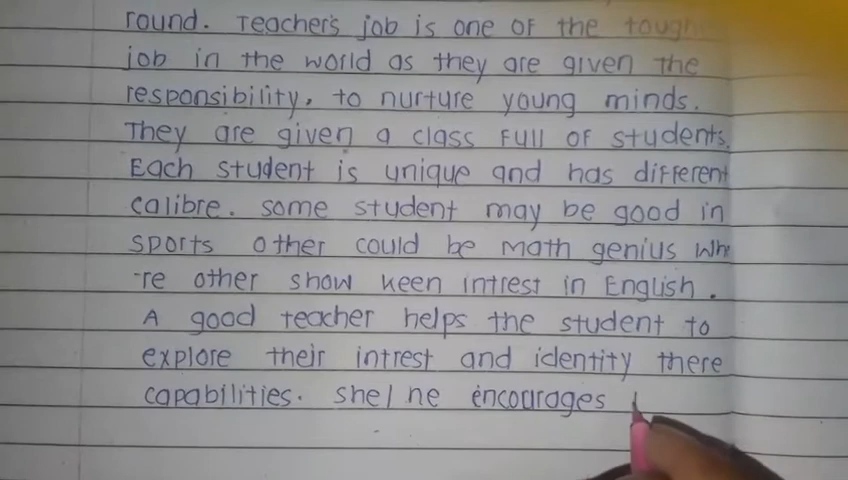 round. Teacher's job is one of the
job in the world as they are given the
responsibility, to nurture young minds.
They are given a class full of students.
Each student is unique and has different
calibre. some student may be good in
sports other could be math genius whe
-re other show keen intrest in English.
A good teacher helps the student to
explore their intrest and identity there
capabilities. she/ he encourages